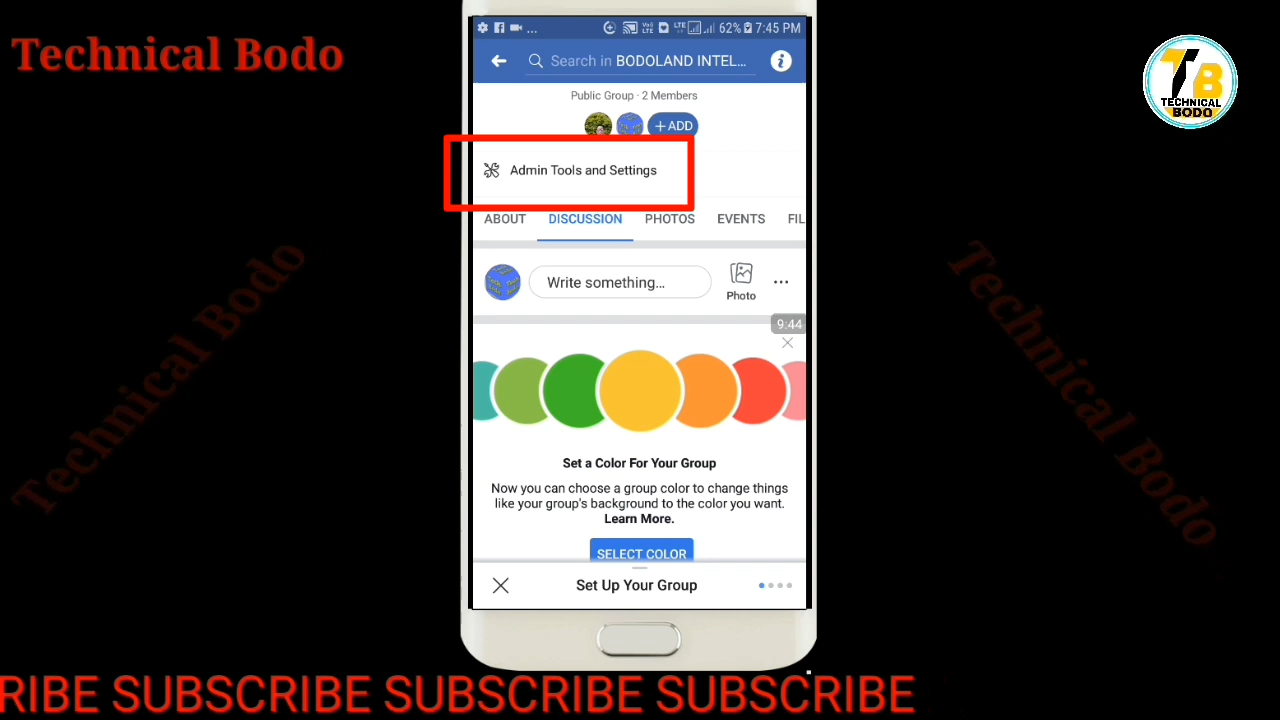 Technical Bodo
62% 7:45 PM
Search in BODOLAND INTEL...
TB
TECHNICAL
BODO
Public Group · 2 Members
+ ADD
Admin Tools and Settings
ABOUT DISCUSSION PHOTOS EVENTS FIL
Write something...
Photo
9:44
Technical Bodo
Technical Bodo
Set a Color For Your Group
Now you can choose a group color to change things
like your group's background to the color you want.
Learn More.
SELECT COLOR
Set Up Your Group
RIBE SUBSCRIBE SUBSCRIBE SUBSCRIBE